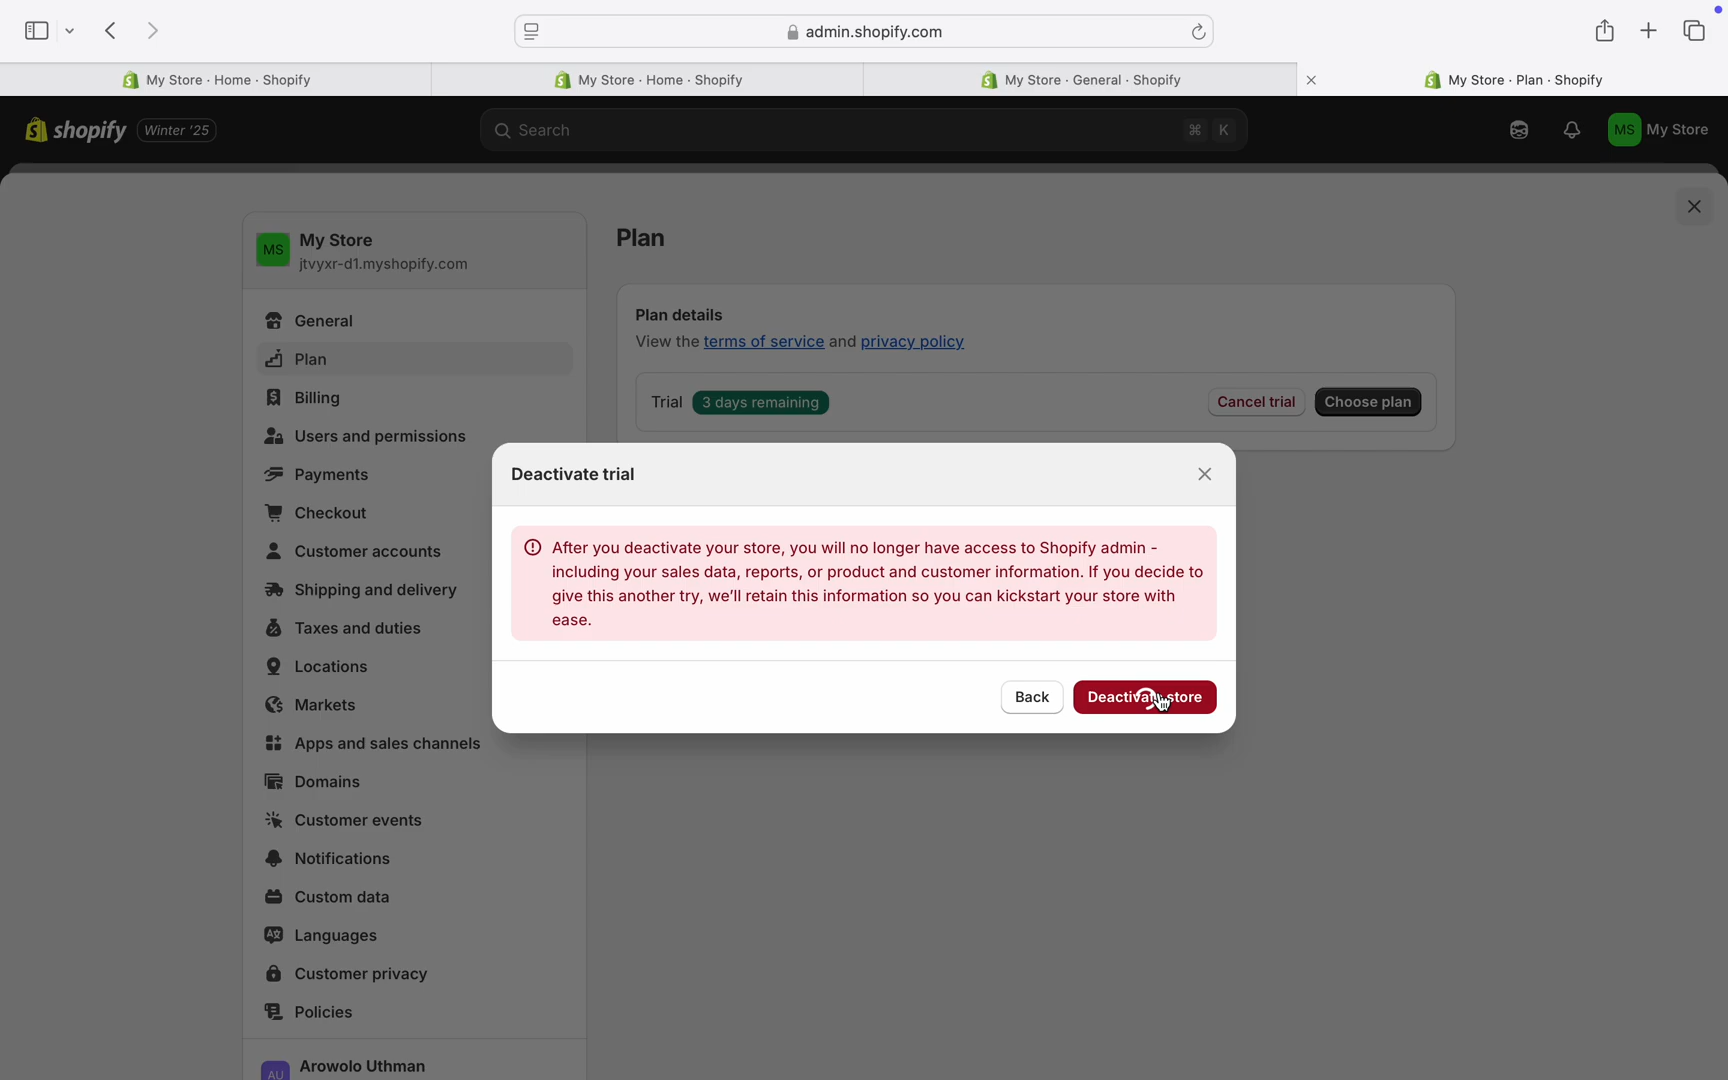 admin.shopify.com
My Store · Home · Shopify
My Store · Home · Shopify
My Store · General · Shopify
My Store · Plan · Shopify
shopify
Winter '25
Search
⌘ K
MS
My Store
MS
My Store
jtvyxr-d1.myshopify.com
General
Plan
Billing
Users and permissions
Payments
Checkout
Customer accounts
Shipping and delivery
Taxes and duties
Locations
Markets
Apps and sales channels
Domains
Customer events
Notifications
Custom data
Languages
Customer privacy
Policies
AU
Arowolo Uthman
Plan
Plan details
View the terms of service and privacy policy
Trial 3 days remaining
Cancel trial
Choose plan
Deactivate trial
After you deactivate your store, you will no longer have access to Shopify admin -
including your sales data, reports, or product and customer information. If you decide to
give this another try, we'll retain this information so you can kickstart your store with
ease.
Back
Deactivate store